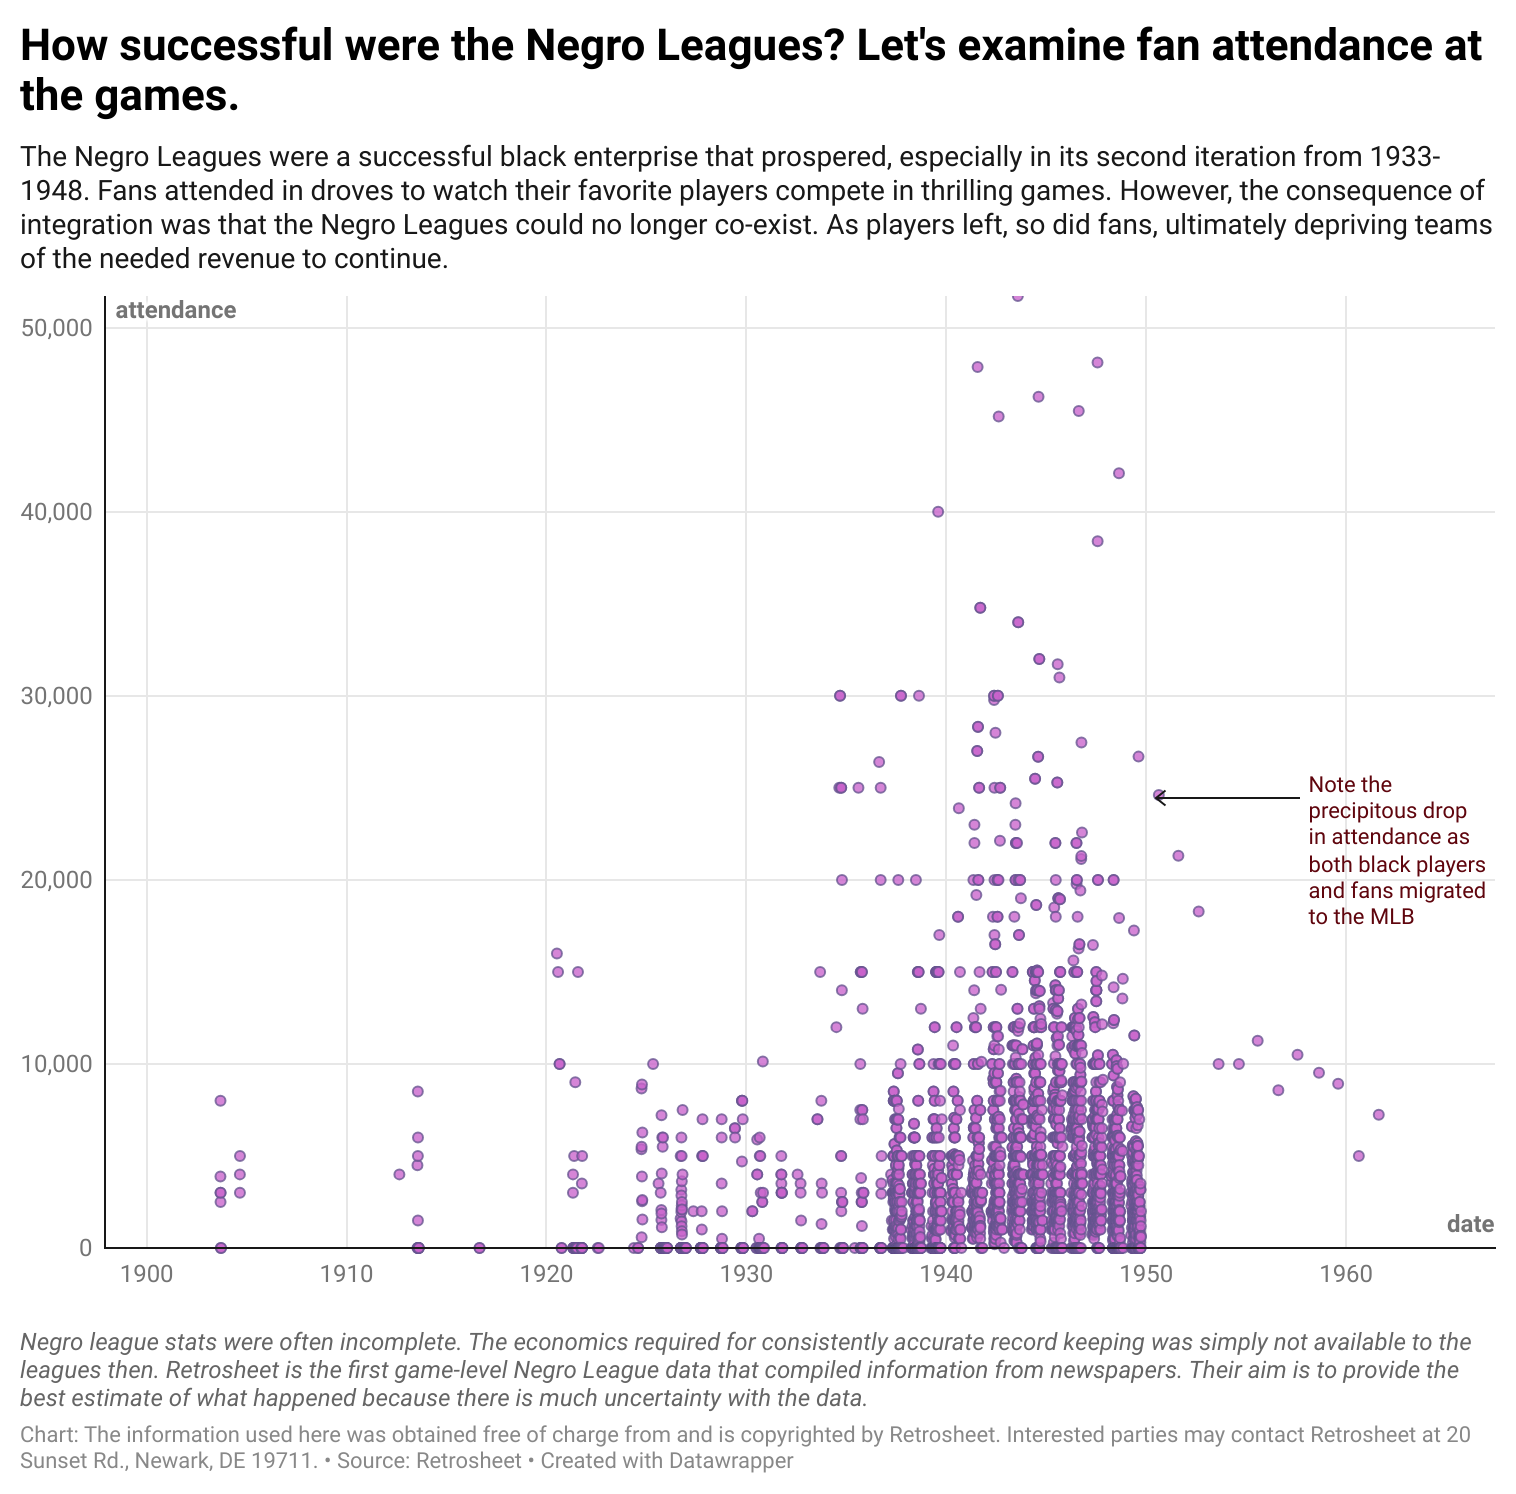 How successful were the Negro Leagues? Let's examine fan attendance at
the games.
The Negro Leagues were a successful black enterprise that prospered, especially in its second iteration from 1933-
1948. Fans attended in droves to watch their favorite players compete in thrilling games. However, the consequence of
integration was that the Negro Leagues could no longer co-exist. As players left, so did fans, ultimately depriving teams
of the needed revenue to continue.
attendance
50,000
40,000
30,000
Note the
precipitous drop
in attendance as
both black players
and fans migrated
to the MLB
20,000
10,000
date
0
1900 1910 1920 1930 1940 1950 1960
Negro league stats were often incomplete. The economics required for consistently accurate record keeping was simply not available to the
leagues then. Retrosheet is the first game-level Negro League data that compiled information from newspapers. Their aim is to provide the
best estimate of what happened because there is much uncertainty with the data.
Chart: The information used here was obtained free of charge from and is copyrighted by Retrosheet. Interested parties may contact Retrosheet at 20
Sunset Rd., Newark, DE 19711. • Source: Retrosheet • Created with Datawrapper